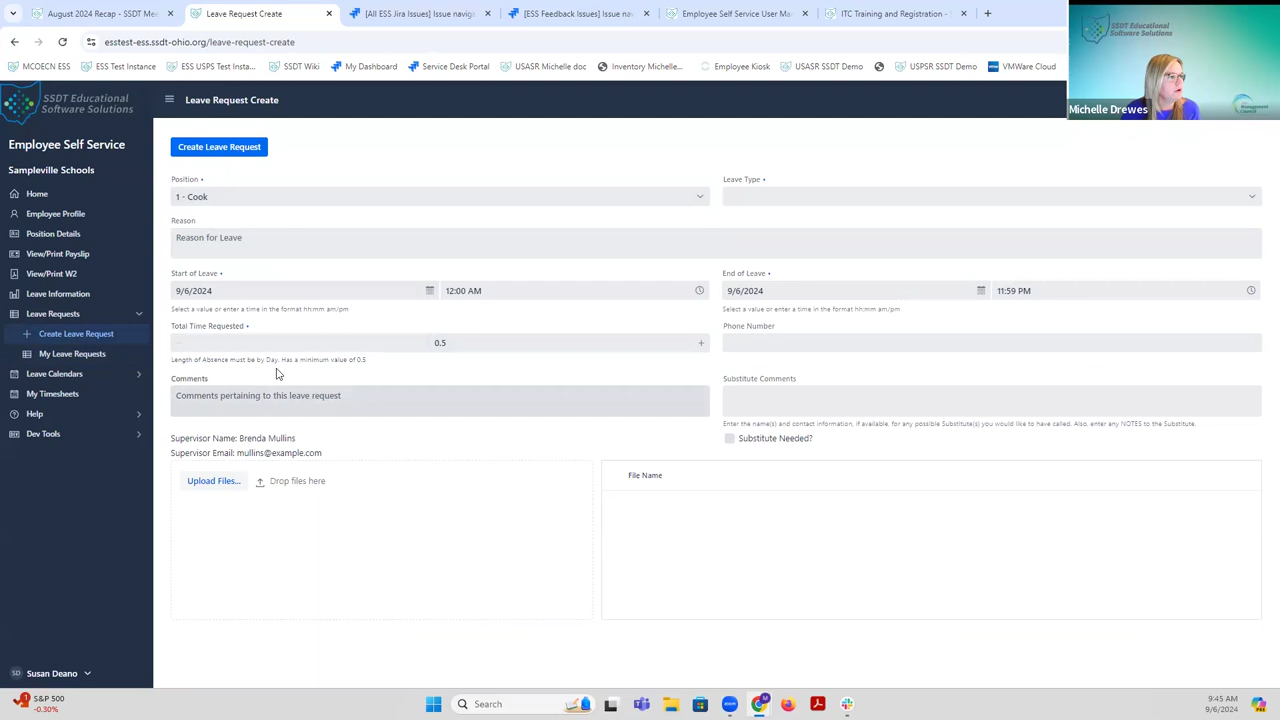 August 2024 Recap - SSDT Mee
Leave Request Create
[All ESS Jira Issues] Issue navig
[ESS Feedback Issues] Issue nav
Employee Self Service User Ma
ITC Training and Registration -
esstest-ess.ssdt-ohio.org/leave-request-create
MCOECN ESS
ESS Test Instance
ESS USPS Test Insta...
SSDT Wiki
My Dashboard
Service Desk Portal
USASR Michelle doc
Inventory Michelle...
Employee Kiosk
USASR SSDT Demo
USPSR SSDT Demo
VMWare Cloud
SSDT Educational
Software Solutions
Michelle Drewes
Management
Council
SSDT Educational
Software Solutions
Leave Request Create
Employee Self Service
Sampleville Schools
Home
Employee Profile
Position Details
View/Print Payslip
View/Print W2
Leave Information
Leave Requests
Create Leave Request
My Leave Requests
Leave Calendars
My Timesheets
Help
Dev Tools
SD Susan Deano
Create Leave Request
Position •
Leave Type •
1 - Cook
Reason
Reason for Leave
Start of Leave •
End of Leave •
9/6/2024
12:00 AM
9/6/2024
11:59 PM
Select a value or enter a time in the format hh:mm am/pm
Select a value or enter a time in the format hh:mm am/pm
Total Time Requested •
Phone Number
0.5
Length of Absence must be by Day. Has a minimum value of 0.5
Comments
Substitute Comments
Comments pertaining to this leave request
Enter the name(s) and contact information, if available, for any possible Substitute(s) you would like to have called. Also, enter any NOTES to the Substitute.
Supervisor Name: Brenda Mullins
Substitute Needed?
Supervisor Email: mullins@example.com
Upload Files...
Drop files here
File Name
S&P 500
-0.30%
Search
zoom
9:45 AM
9/6/2024